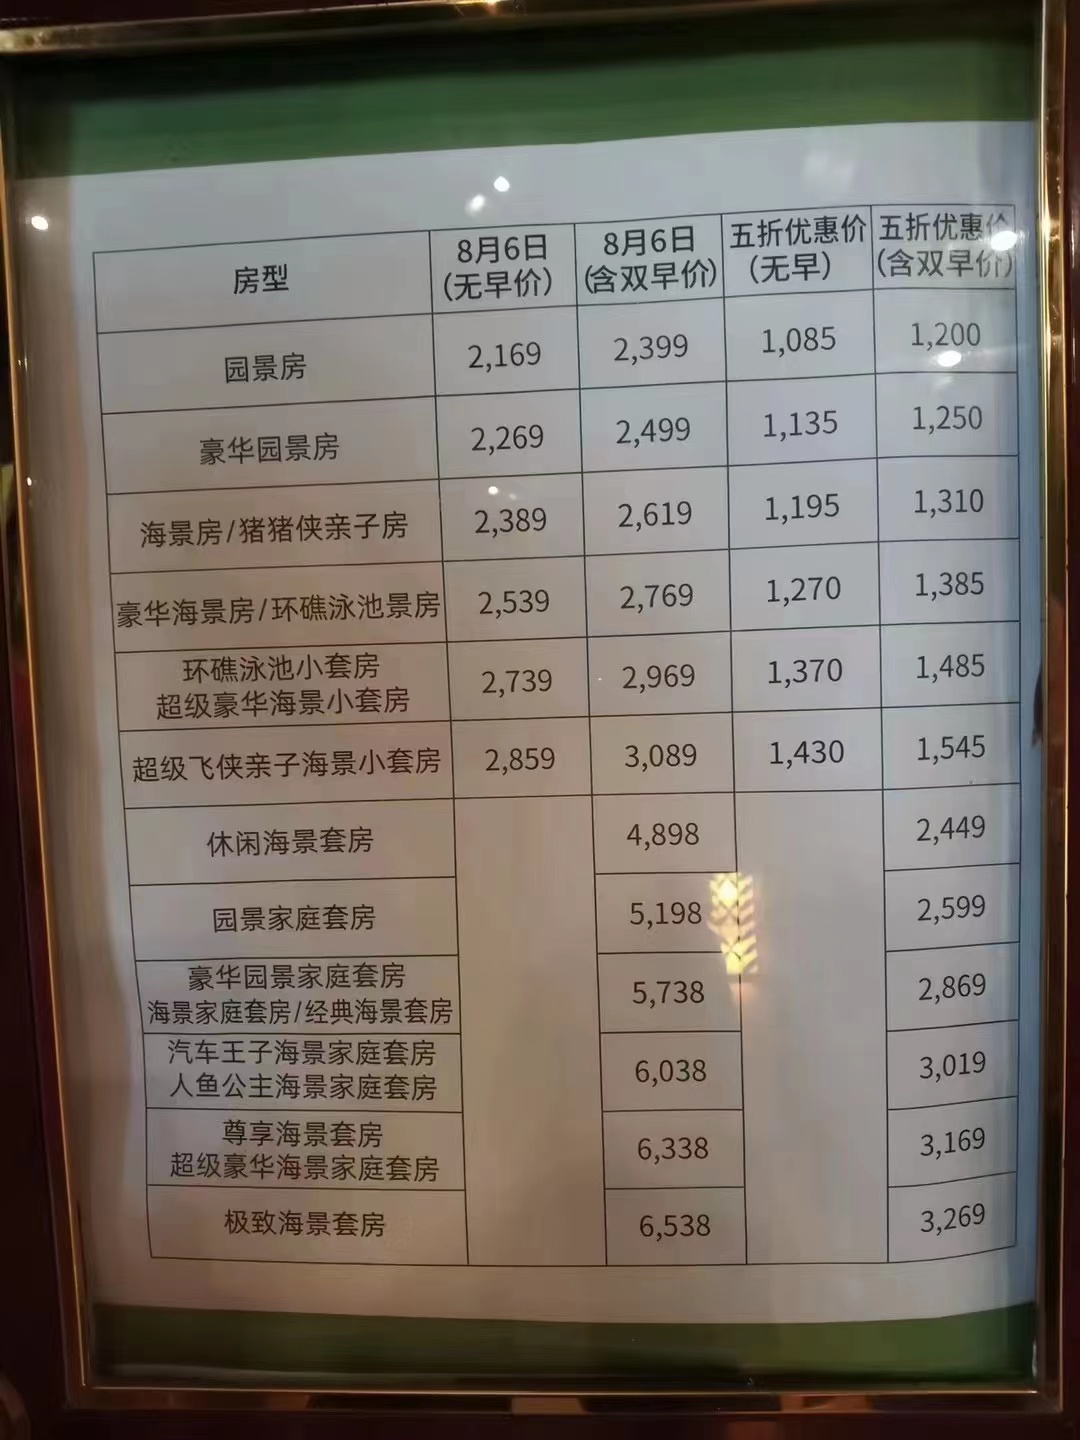 房型 8月6日 8月6日 五折优惠价 五折优惠价
(无早价) (含双早价) (无早) (含双早价)
园景房 2,169 2,399 1,085 1,200
豪华园景房 2,269 2,499 1,135 1,250
海景房/猪猪侠亲子房 2,389 2,619 1,195 1,310
豪华海景房/环礁泳池景房 2,539 2,769 1,270 1,385
环礁泳池小套房
超级豪华海景小套房 2,739 2,969 1,370 1,485
超级飞侠亲子海景小套房 2,859 3,089 1,430 1,545
休闲海景套房 4,898 2,449
园景家庭套房 5,198 2,599
豪华园景家庭套房
海景家庭套房/经典海景套房 5,738 2,869
汽车王子海景家庭套房
人鱼公主海景家庭套房 6,038 3,019
尊享海景套房
超级豪华海景家庭套房 6,338 3,169
极致海景套房 6,538 3,269